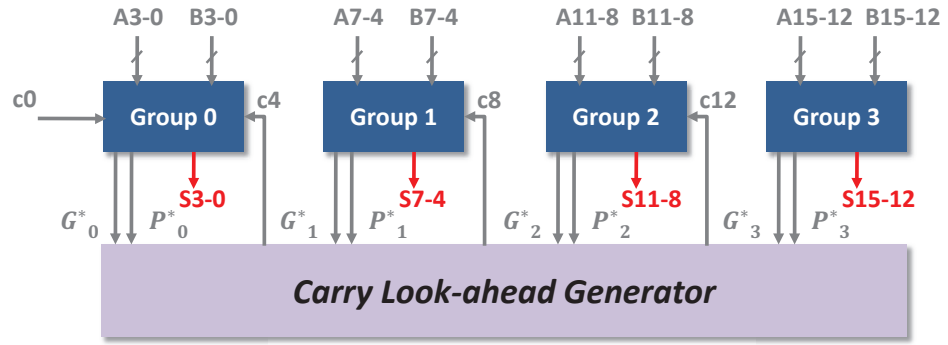 A3-0 B3-0 A7-4 B7-4 A11-8 B11-8 A15-12 B15-12
c0 Group 0 c4 Group 1 c8 Group 2 c12 Group 3
S3-0 S7-4 S11-8 S15-12
G*0 P*0 G*1 P*1 G*2 P*2 G*3 P*3
Carry Look-ahead Generator